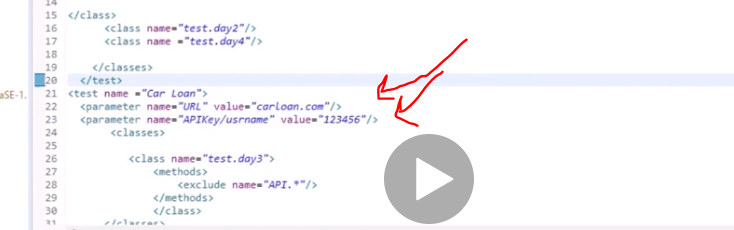 14
15 </class>
16 <class name="test.day2"/>
17 <class name ="test.day4"/>
18
19 </classes>
20 </test>
21 <test name ="Car Loan">
22 <parameter name="URL" value="carloan.com"/>
23 <parameter name="APIKey/usrname" value="123456"/>
24 <classes>
25
26 <class name="test.day3">
27 <methods>
28 <exclude name="API.*"/>
29 </methods>
30 </class>
31 </classes>
aSE-1.